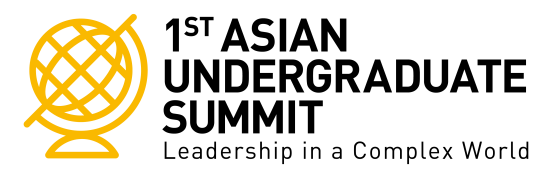 1ST ASIAN
UNDERGRADUATE
SUMMIT
Leadership in a Complex World